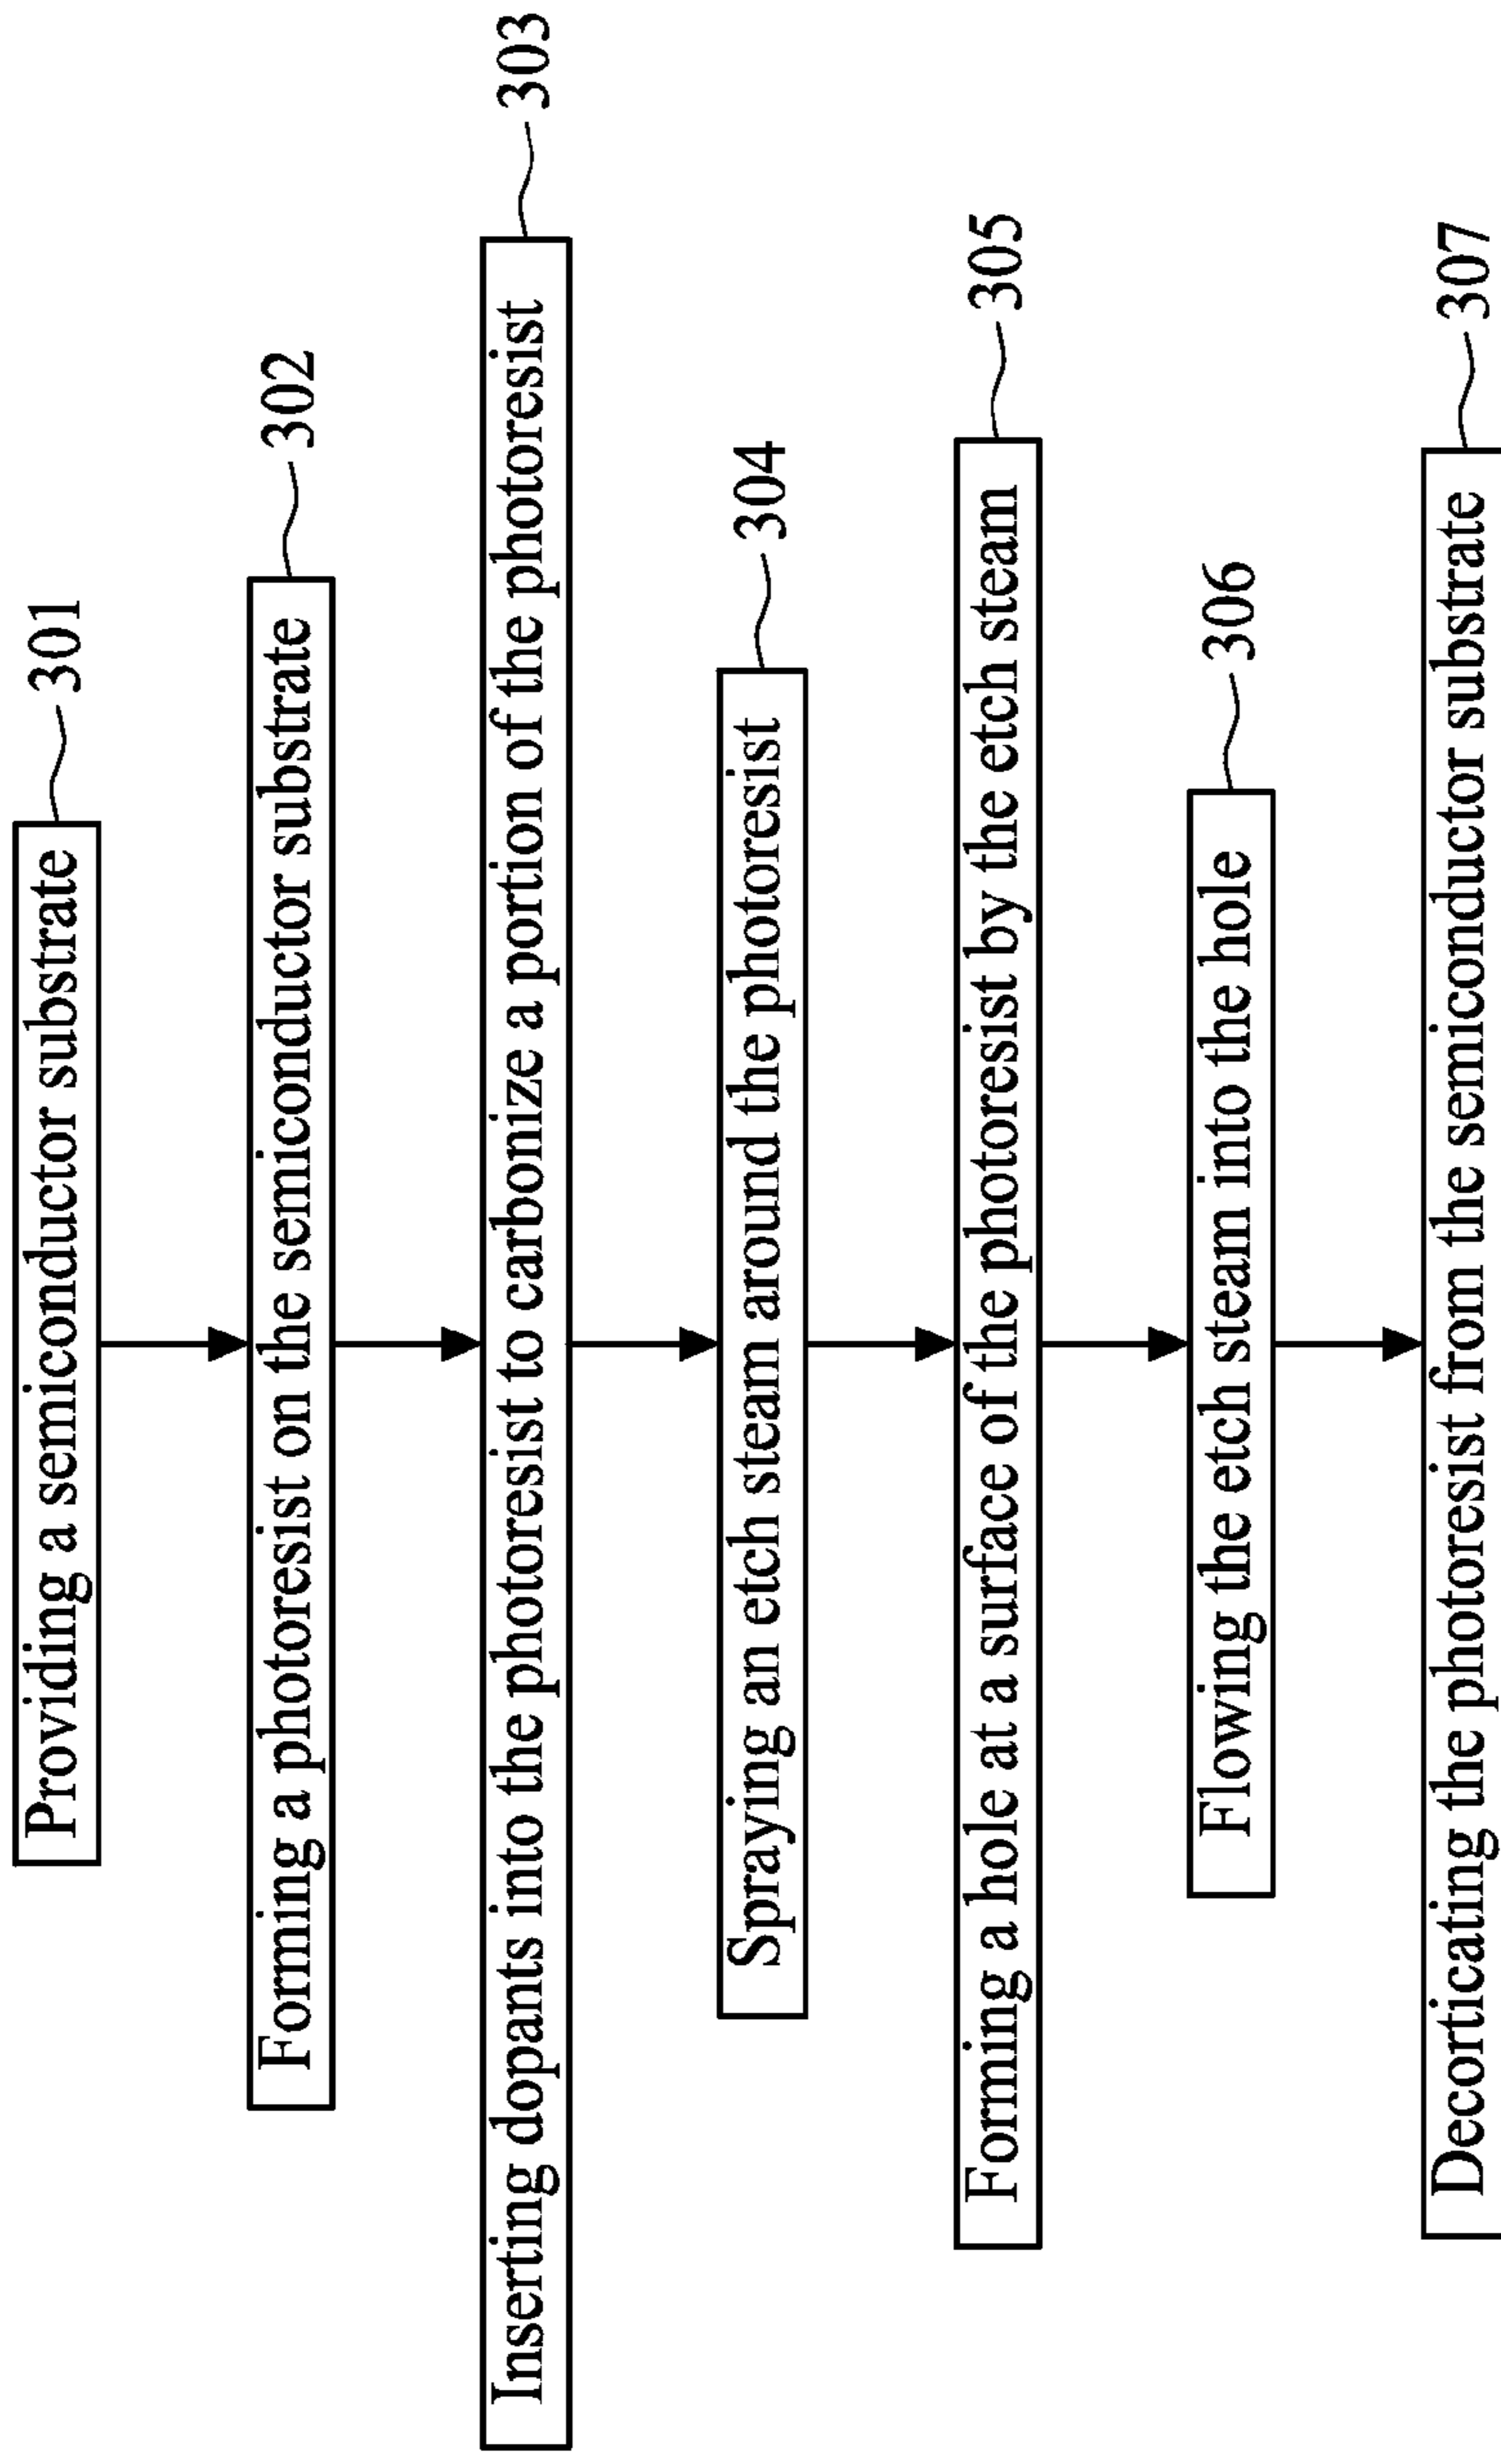 Providing a semiconductor substrate
301
Forming a photoresist on the semiconductor substrate
302
Inserting dopants into the photoresist to carbonize a portion of the photoresist
303
Spraying an etch steam around the photoresist
304
Forming a hole at a surface of the photoresist by the etch steam
305
Flowing the etch steam into the hole
306
Decorticating the photoresist from the semiconductor substrate
307